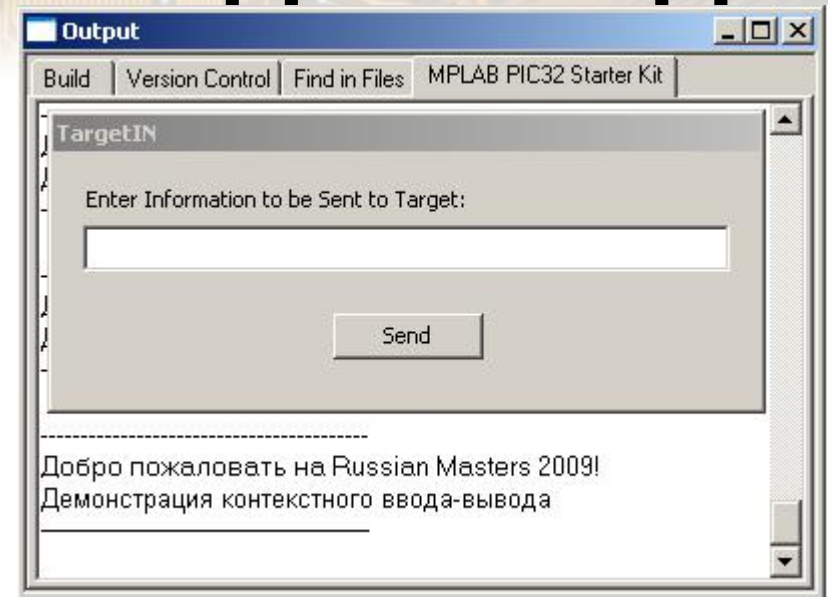 Output
Build Version Control Find in Files MPLAB PIC32 Starter Kit
TargetIN
Enter Information to be Sent to Target:
Send
----------------------------------------
Добро пожаловать на Russian Masters 2009!
Демонстрация контекстного ввода-вывода